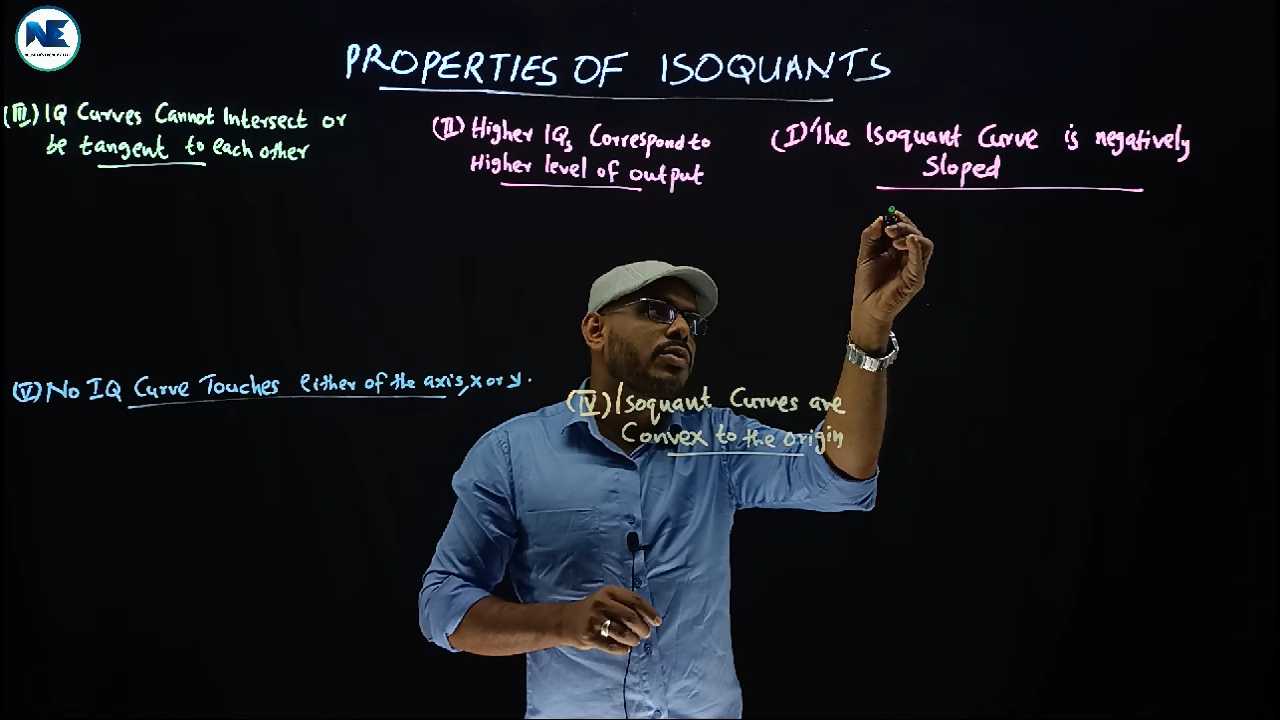 NE
PROPERTIES OF ISOQUANTS
(III) IQ Curves Cannot Intersect or
be tangent to each other
(II) Higher IQs Correspond to
Higher level of output
(I) The Isoquant Curve is negatively
Sloped
(V) No IQ Curve Touches either of the axis, x or y.
(IV) Isoquant Curves are
Convex to the origin